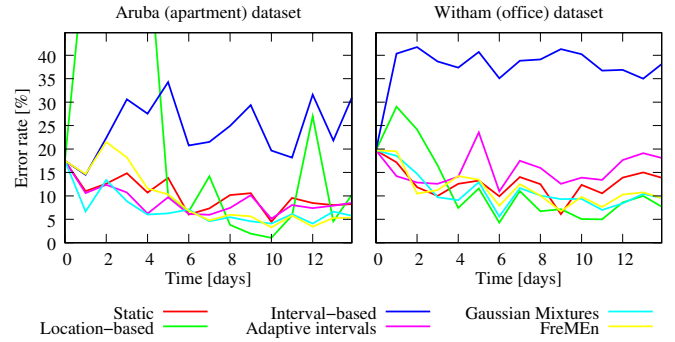 Aruba (apartment) dataset Witham (office) dataset
Error rate [%]
45
40
35
30
25
20
15
10
5
0
0 2 4 6 8 10 12 0 2 4 6 8 10 12
Time [days] Time [days]
Static Interval−based Gaussian Mixtures
Location−based Adaptive intervals FreMEn